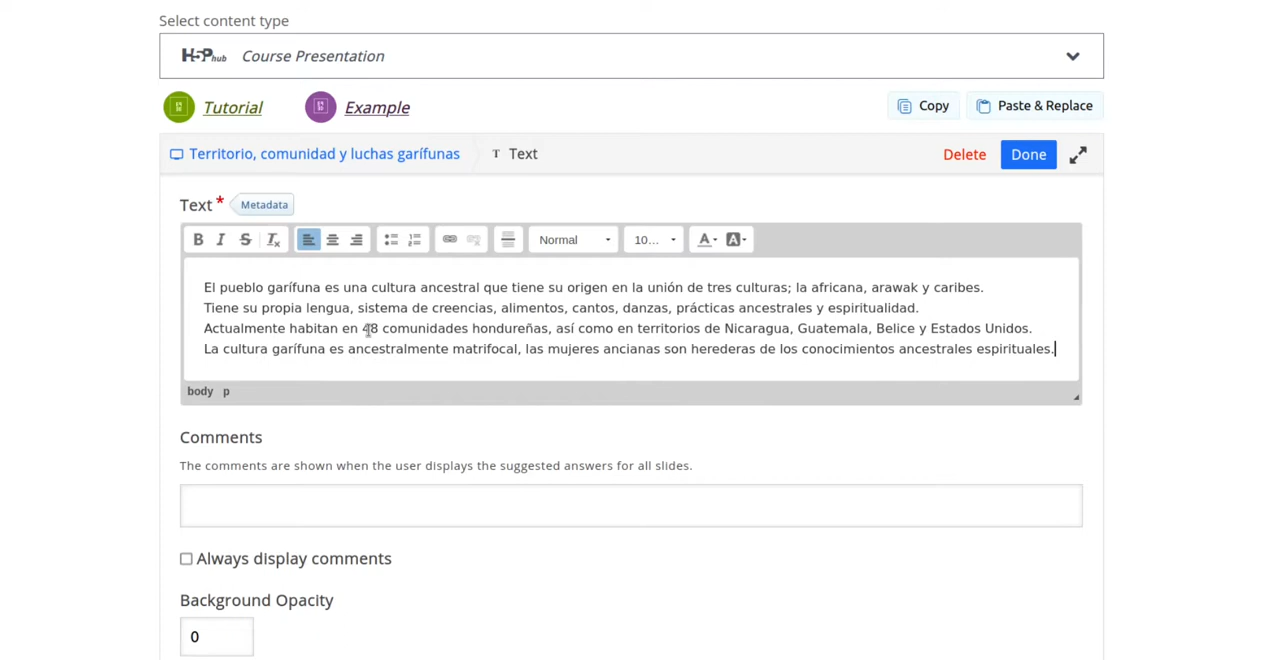 Select content type
H5P hub Course Presentation
Tutorial Example Copy Paste & Replace
Territorio, comunidad y luchas garífunas T Text Delete Done
Text * Metadata
B I S Tx Normal 10... A A
El pueblo garífuna es una cultura ancestral que tiene su origen en la unión de tres culturas; la africana, arawak y caribes.
Tiene su propia lengua, sistema de creencias, alimentos, cantos, danzas, prácticas ancestrales y espiritualidad.
Actualmente habitan en 48 comunidades hondureñas, así como en territorios de Nicaragua, Guatemala, Belice y Estados Unidos.
La cultura garífuna es ancestralmente matrifocal, las mujeres ancianas son herederas de los conocimientos ancestrales espirituales.
body p
Comments
The comments are shown when the user displays the suggested answers for all slides.
Always display comments
Background Opacity
0